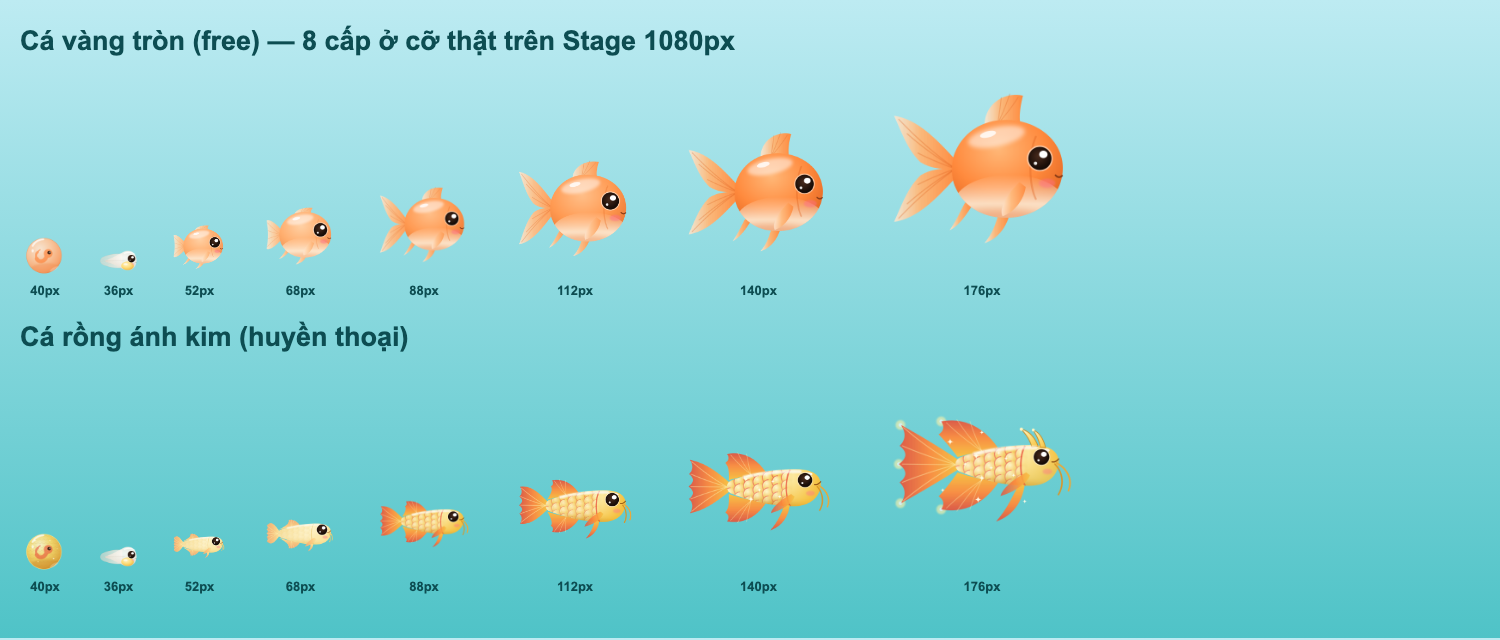 Cá vàng tròn (free) — 8 cấp ở cỡ thật trên Stage 1080px
40px 36px 52px 68px 88px 112px 140px 176px
Cá rồng ánh kim (huyền thoại)
40px 36px 52px 68px 88px 112px 140px 176px